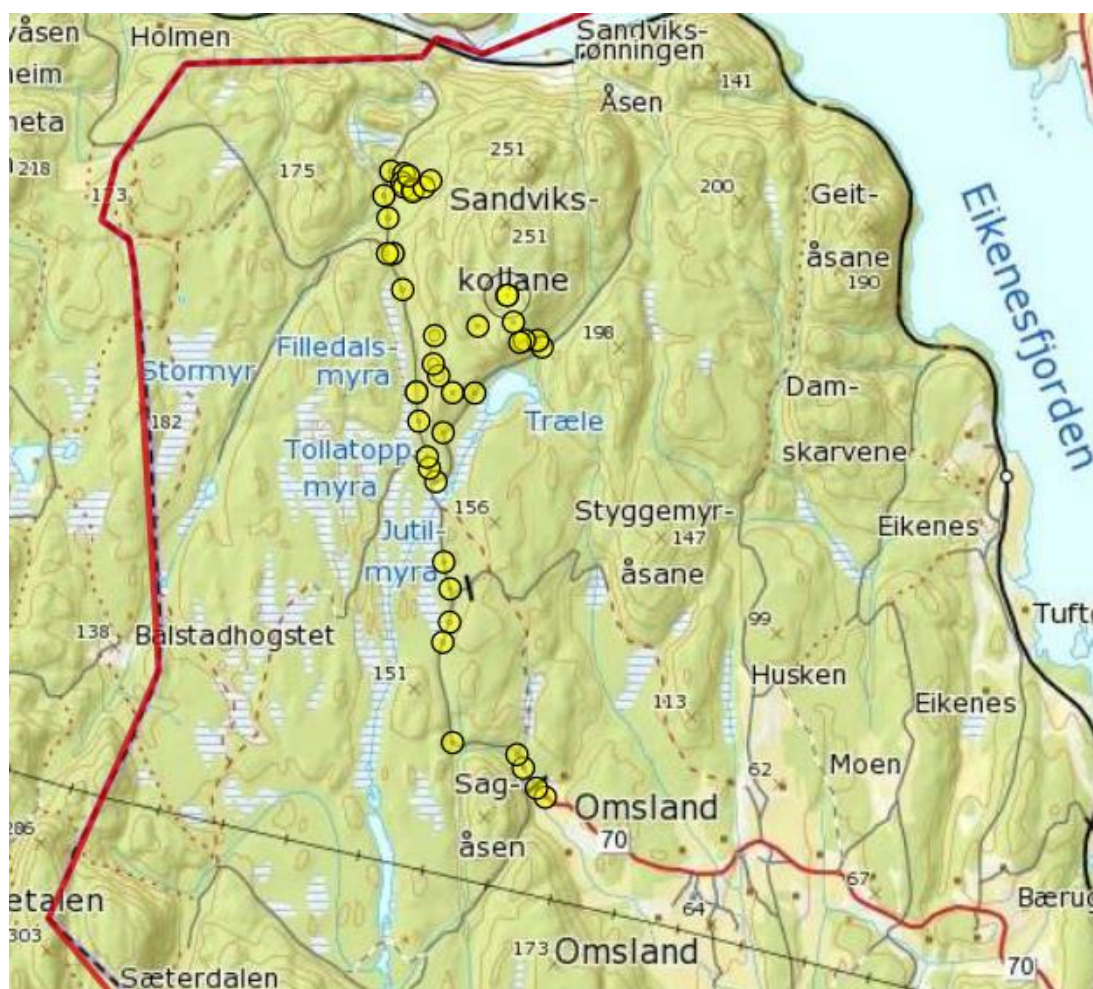 våsen
Holmen
Sandviks-
rønningen
heim
141
neta
Åsen
218
173
175
251
Sandviks-
200
Geit-
251
åsane
kollane
190
Eikenesfjorden
198
Filledals-
myra
Stormyr
Dam-
182
Træle
Tollatopp
skarvene
myra
156
Styggemyr-
Eikenes
Jutil-
147
myra
åsane
Tufte
138
Bålstadhogstet
99
151
Husken
113
Eikenes
Moen
62
Sag-
Omsland
286
70
åsen
67
etalen
Bærug
64
303
173
Omsland
70
Sæterdalen